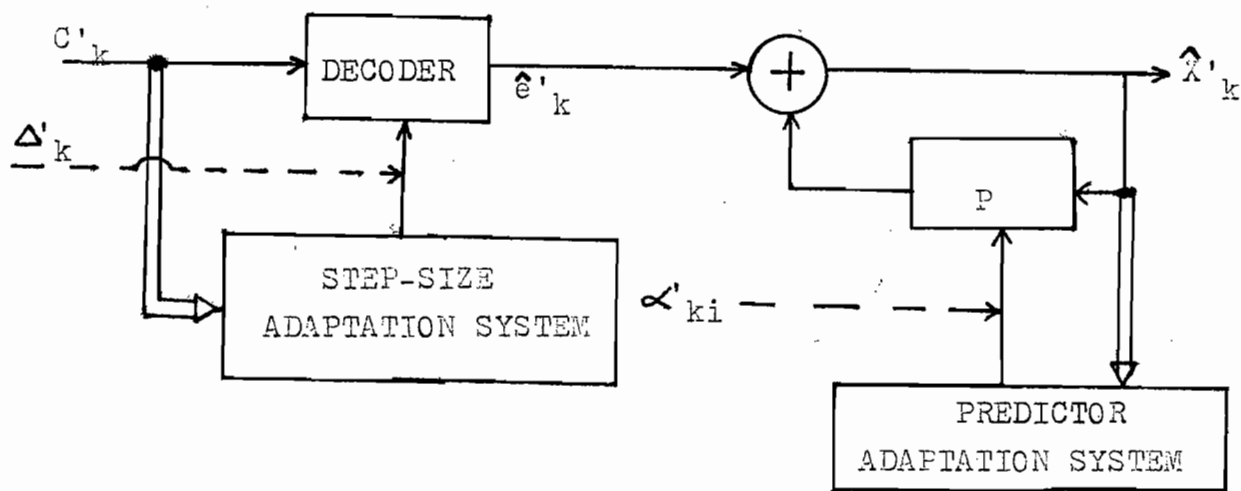 C'k
DECODER
ê'k
+
x̂'k
Δ'k
P
STEP-SIZE
ADAPTATION SYSTEM
α'ki
PREDICTOR
ADAPTATION SYSTEM